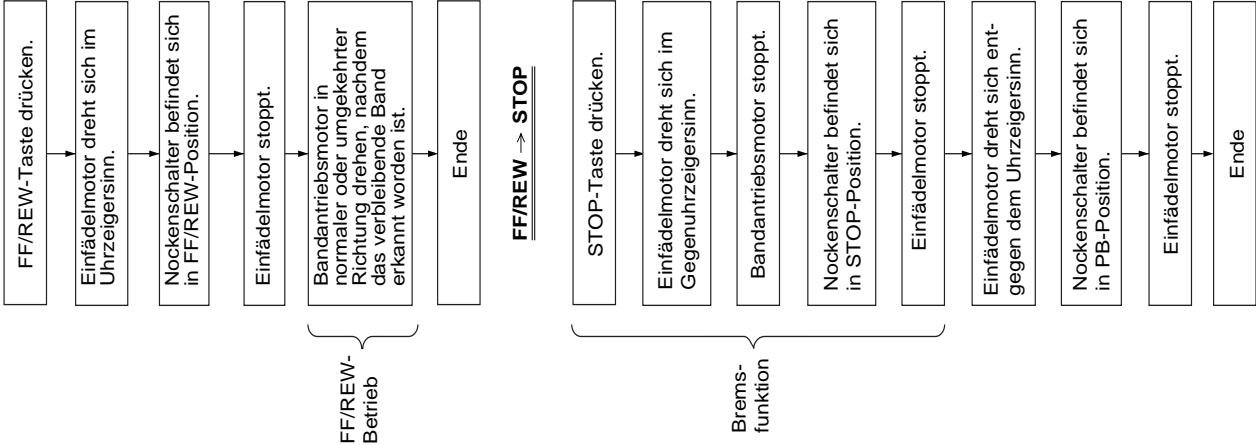 FF/REW-Taste drücken.
Einfädelmotor dreht sich im
Uhrzeigersinn.
Nockenschalter befindet sich
in FF/REW-Position.
Einfädelmotor stoppt.
FF/REW-
Betrieb
Bandantriebsmotor in
normaler oder umgekehrter
Richtung drehen, nachdem
das verbleibende Band
erkannt worden ist.
Ende
FF/REW → STOP
Brems-
funktion
STOP-Taste drücken.
Einfädelmotor dreht sich im
Gegenuhrzeigersinn.
Bandantriebsmotor stoppt.
Nockenschalter befindet sich
in STOP-Position.
Einfädelmotor stoppt.
Einfädelmotor dreht sich ent-
gegen dem Uhrzeigersinn.
Nockenschalter befindet sich
in PB-Position.
Einfädelmotor stoppt.
Ende